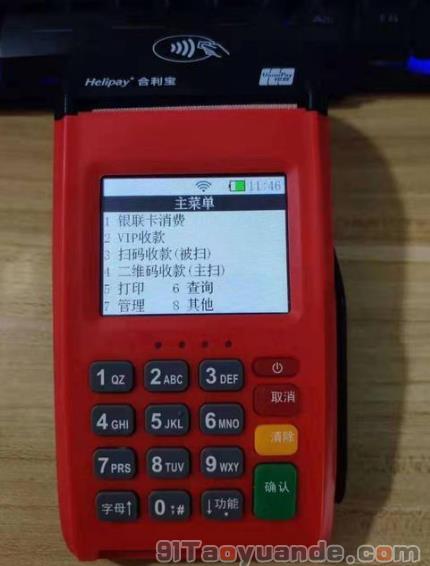 Helipay 合利宝
UnionPay
银联
11:46
主菜单
1 银联卡消费
2 VIP收款
3 扫码收款(被扫)
4 二维码收款(主扫)
5 打印 6 查询
7 管理 8 其他
1 QZ 2 ABC 3 DEF
取消
4 GHI 5 JKL 6 MNO
清除
7 PRS 8 TUV 9 WXY
确认
字母↑ 0:# ↓功能
91Taoyuande.com